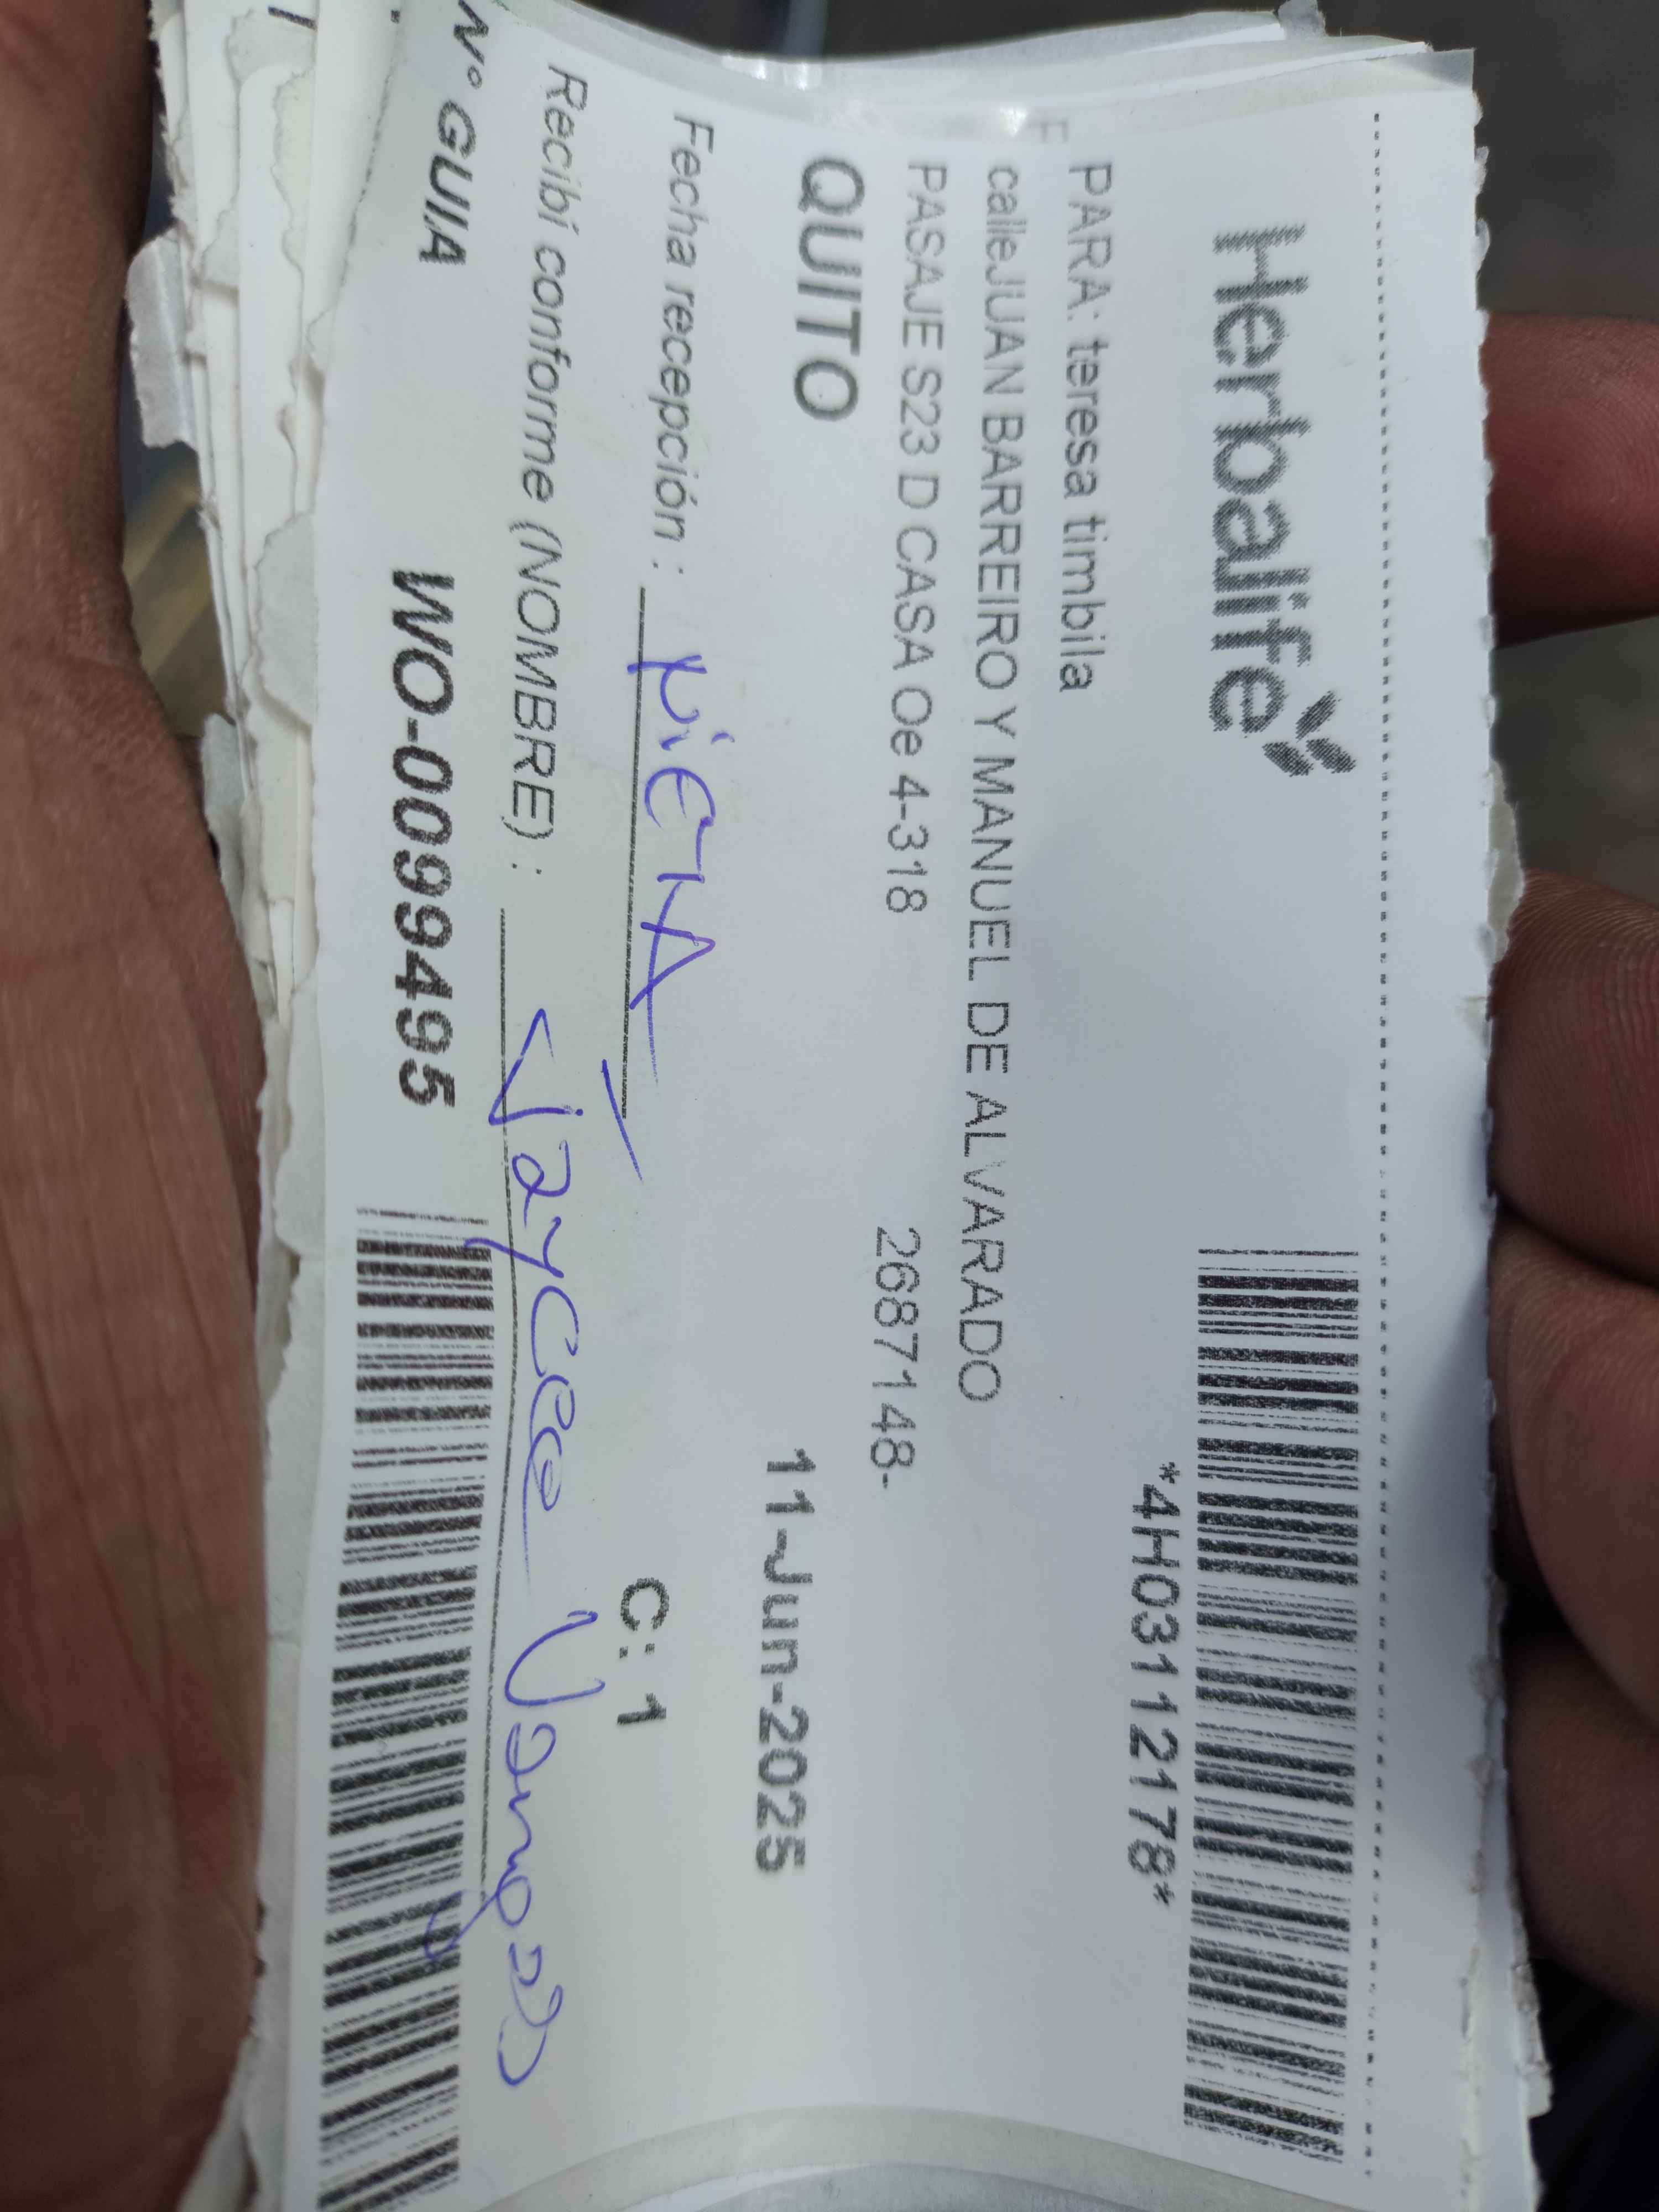 Herbalife
*4H03112178*
PARA: teresa timbila
calleJUAN BARREIRO Y MANUEL DE ALVARADO
PASAJE S23 D CASA Oe 4-318 2687148-
QUITO 11-Jun-2025
Fecha recepción : NiETA
C: 1
Recibí conforme (NOMBRE) :
N° GUIA WO-0099495